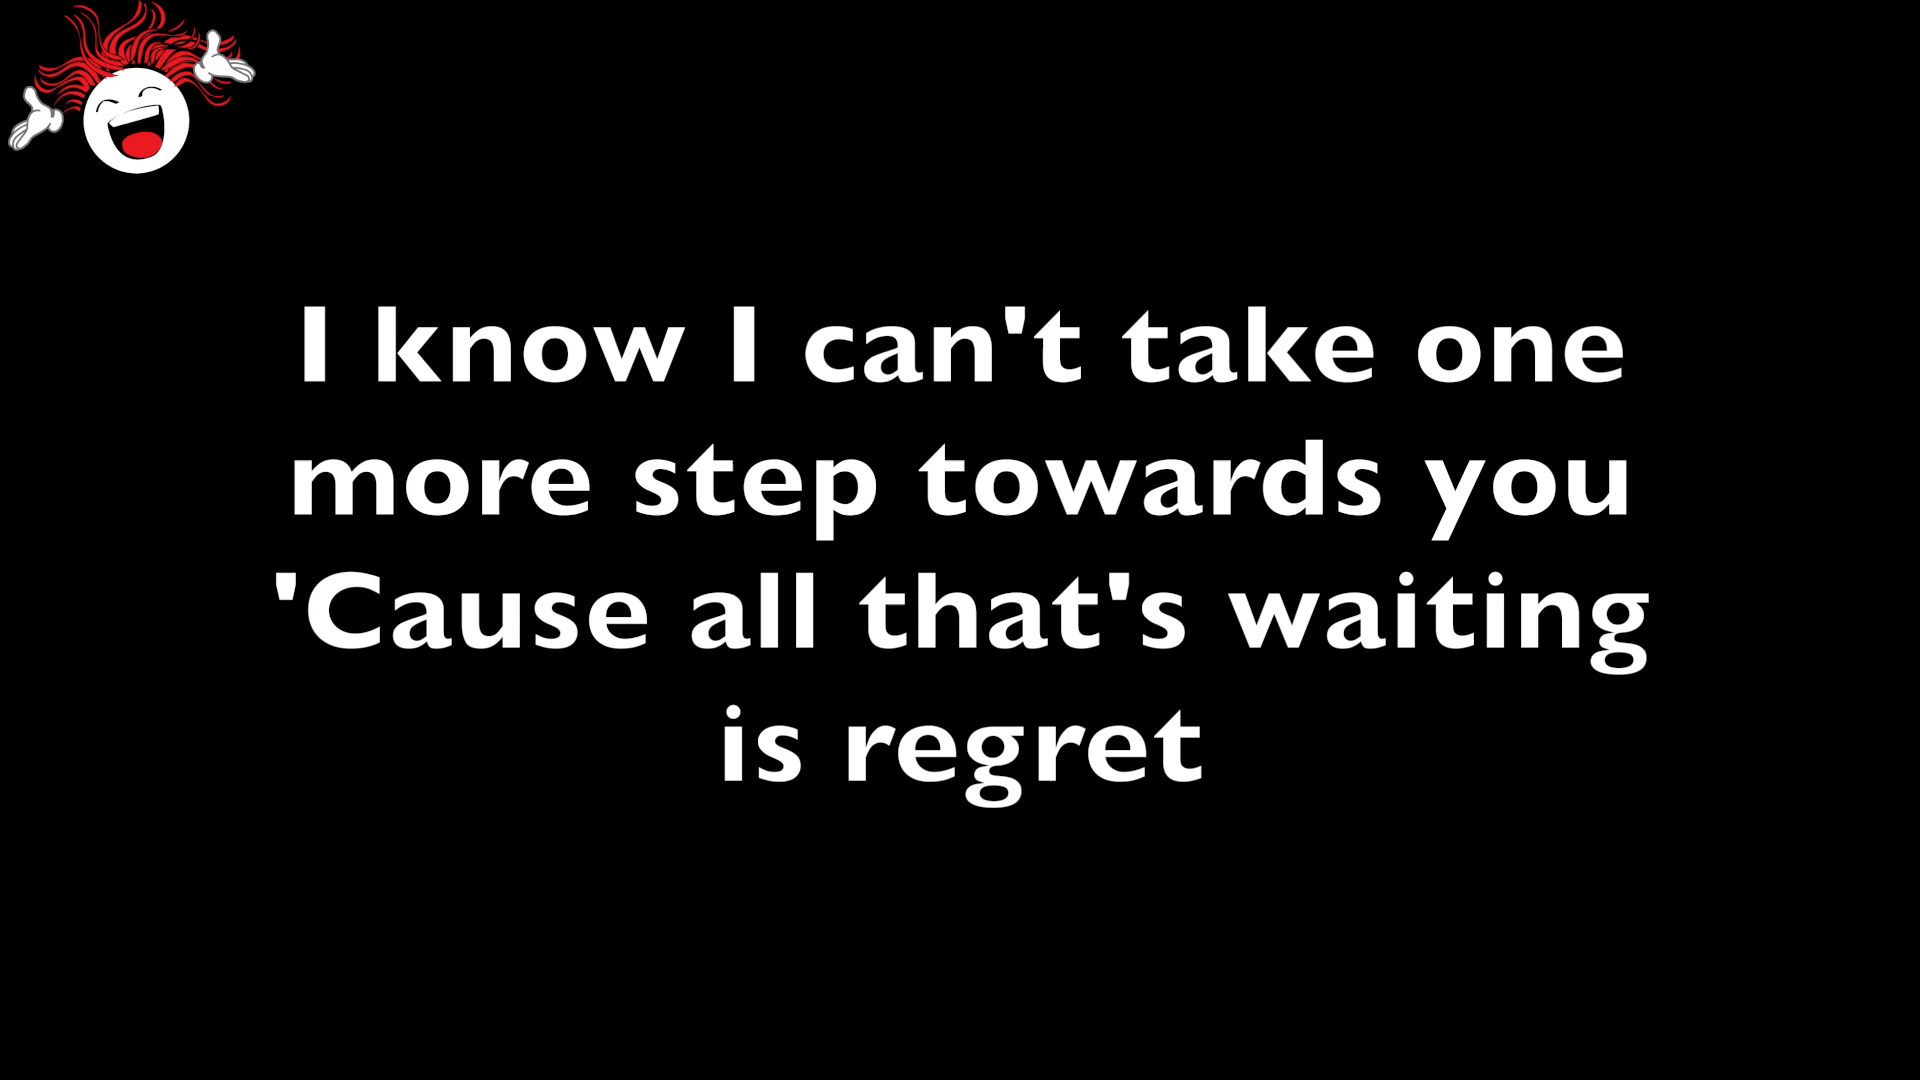 I know I can't take one
more step towards you
'Cause all that's waiting
is regret